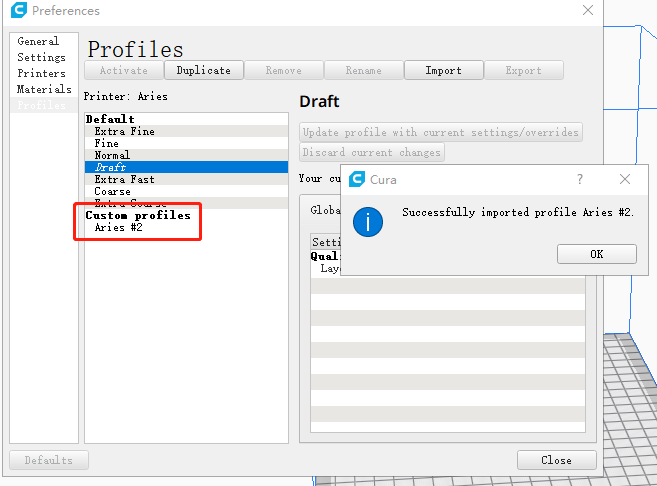 Preferences
General
Settings
Printers
Materials
Profiles
Profiles
Activate Duplicate Remove Rename Import Export
Printer: Aries
Default
Extra Fine
Fine
Normal
Draft
Extra Fast
Coarse
Extra Coarse
Custom profiles
Aries #2
Draft
Update profile with current settings/overrides
Discard current changes
Your cu
Globa
Setti
Quali
Lay
Cura
?
Successfully imported profile Aries #2.
OK
Defaults
Close